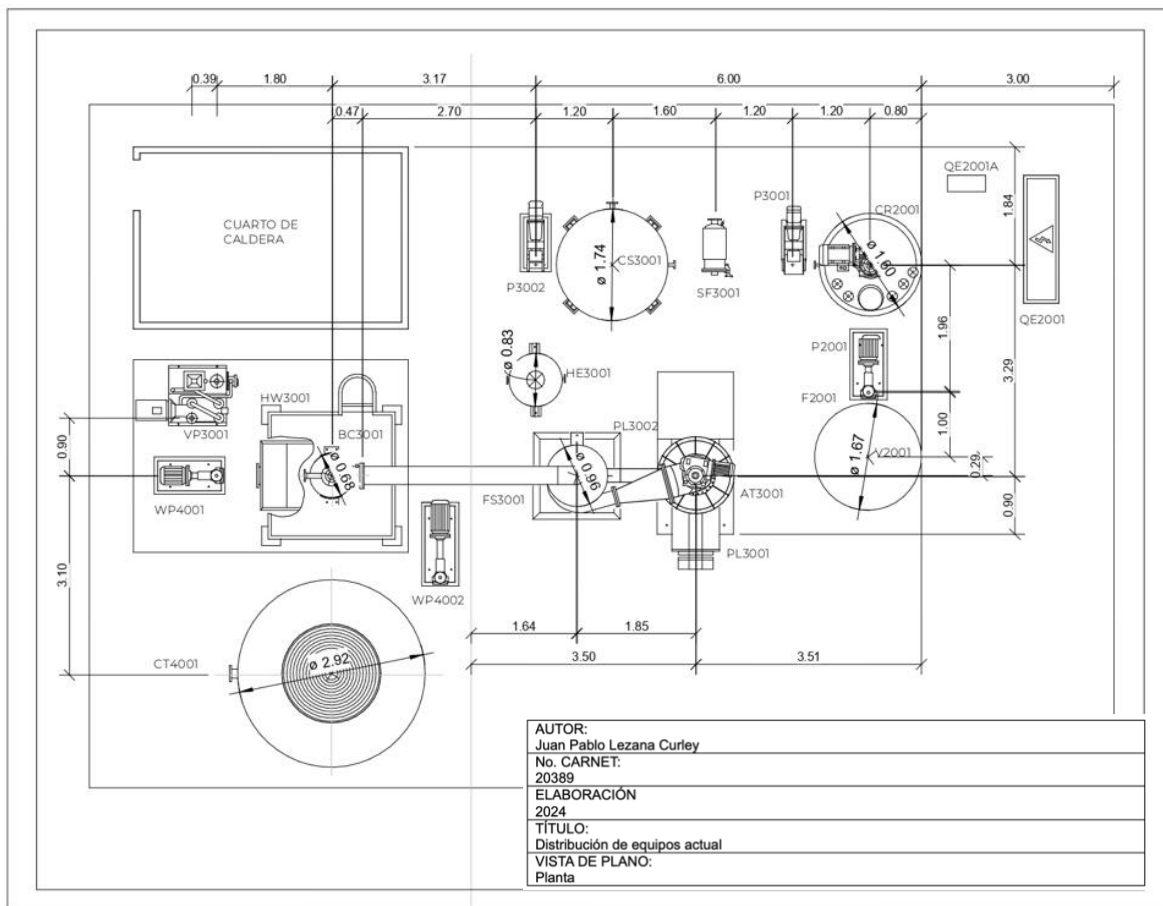 0.39
1.80
3.17
6.00
3.00
0.47
2.70
1.20
1.60
1.20
1.20
0.80
QE2001A
CUARTO DE
CALDERA
P3002
ø 1.74
CS3001
SF3001
P3001
CR2001
ø 1.60
1.84
QE2001
P2001
1.96
3.29
ø 0.83
HE3001
F2001
HW3001
VP3001
BC3001
PL3002
0.90
ø 0.68
ø 0.96
ø 1.67
V2001
1.00
0.29
WP4001
FS3001
AT3001
0.90
PL3001
WP4002
3.10
1.64
1.85
3.50
3.51
CT4001
ø 2.92
AUTOR:
Juan Pablo Lezana Curley
No. CARNET:
20389
ELABORACIÓN
2024
TÍTULO:
Distribución de equipos actual
VISTA DE PLANO:
Planta